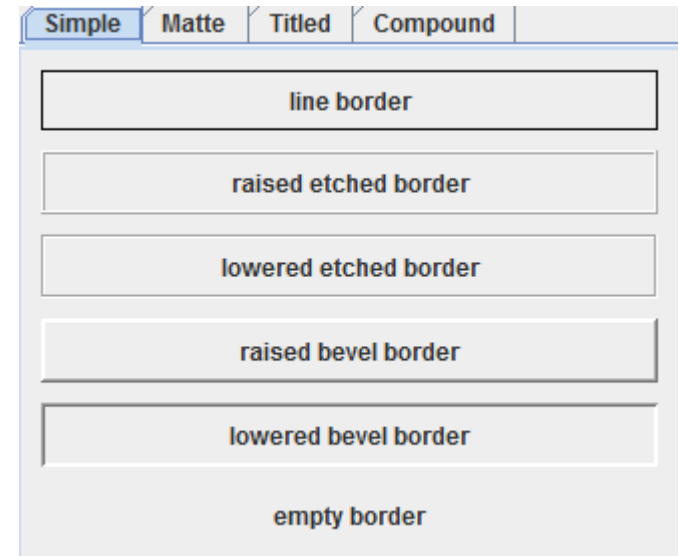 Simple Matte Titled Compound
line border
raised etched border
lowered etched border
raised bevel border
lowered bevel border
empty border